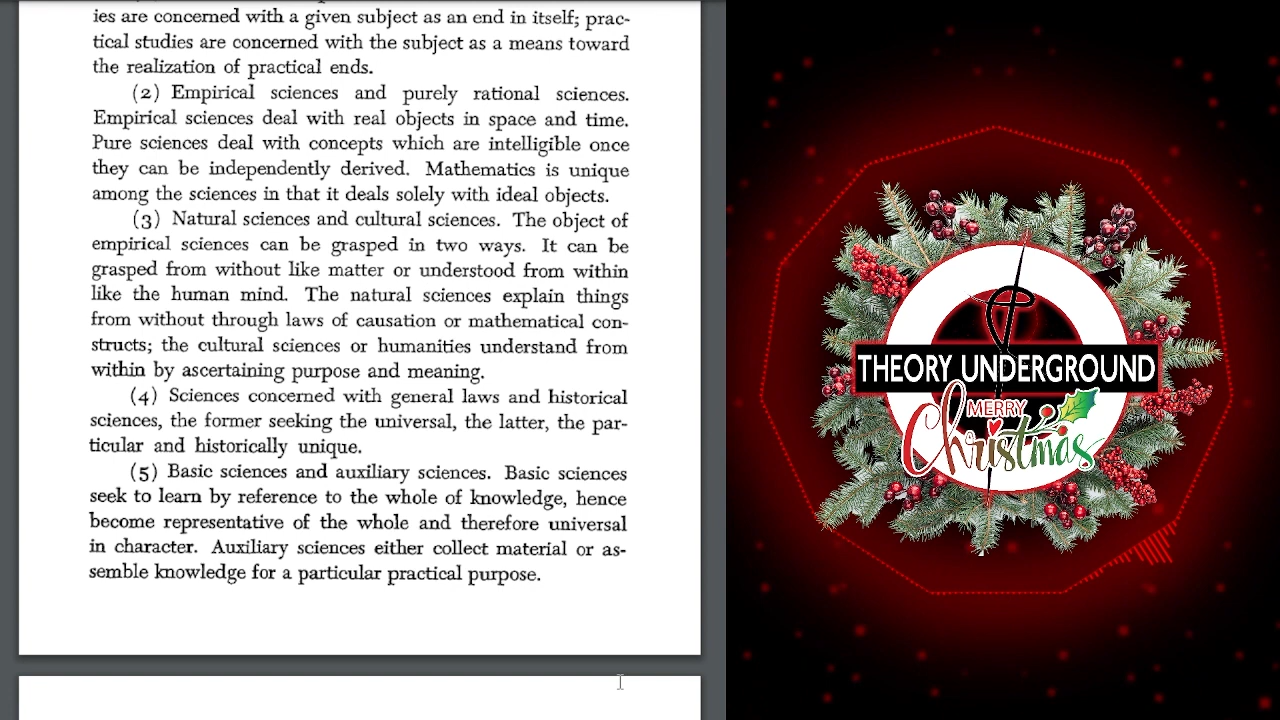 ies are concerned with a given subject as an end in itself; prac-
tical studies are concerned with the subject as a means toward
the realization of practical ends.
(2) Empirical sciences and purely rational sciences.
Empirical sciences deal with real objects in space and time.
Pure sciences deal with concepts which are intelligible once
they can be independently derived. Mathematics is unique
among the sciences in that it deals solely with ideal objects.
(3) Natural sciences and cultural sciences. The object of
empirical sciences can be grasped in two ways. It can be
grasped from without like matter or understood from within
like the human mind. The natural sciences explain things
from without through laws of causation or mathematical con-
structs; the cultural sciences or humanities understand from
within by ascertaining purpose and meaning.
(4) Sciences concerned with general laws and historical
sciences, the former seeking the universal, the latter, the par-
ticular and historically unique.
(5) Basic sciences and auxiliary sciences. Basic sciences
seek to learn by reference to the whole of knowledge, hence
become representative of the whole and therefore universal
in character. Auxiliary sciences either collect material or as-
semble knowledge for a particular practical purpose.
THEORY UNDERGROUND
MERRY
Christmas